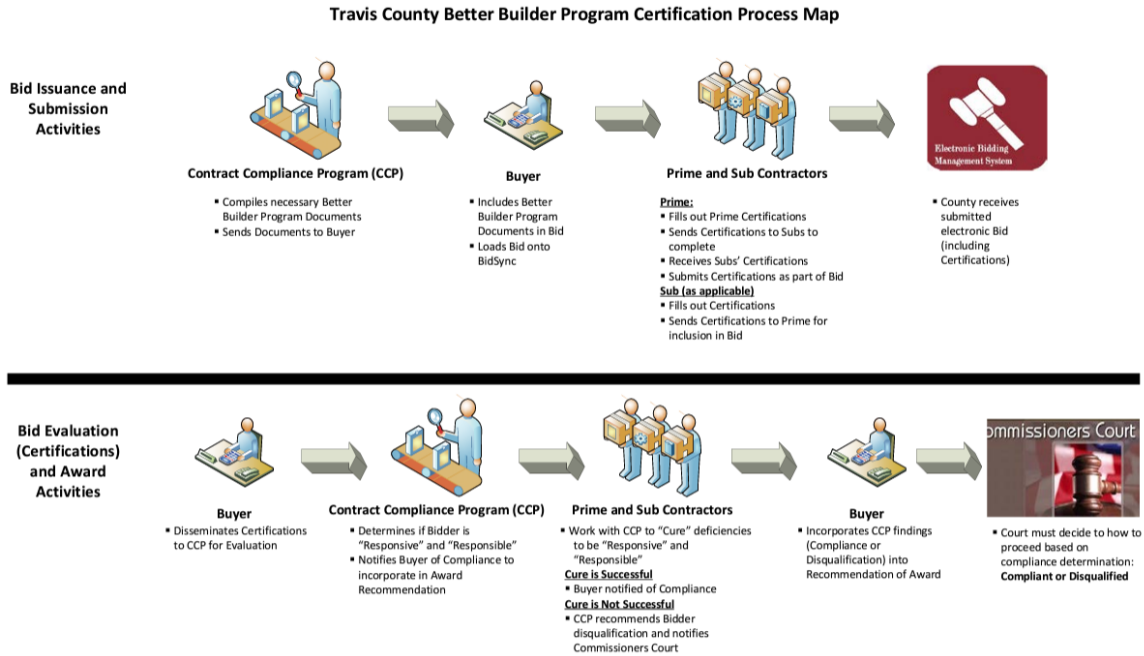 Travis County Better Builder Program Certification Process Map
Bid Issuance and
Submission
Activities
Contract Compliance Program (CCP)
▪ Compiles necessary Better
Builder Program Documents
▪ Sends Documents to Buyer
Buyer
▪ Includes Better
Builder Program
Documents in Bid
▪ Loads Bid onto
BidSync
Prime and Sub Contractors
Prime:
▪ Fills out Prime Certifications
▪ Sends Certifications to Subs to
complete
▪ Receives Subs’ Certifications
▪ Submits Certifications as part of Bid
Sub (as applicable)
▪ Fills out Certifications
▪ Sends Certifications to Prime for
inclusion in Bid
Electronic Bidding
Management System
▪ County receives
submitted
electronic Bid
(including
Certifications)
Bid Evaluation
(Certifications)
and Award
Activities
Buyer
▪ Disseminates Certifications
to CCP for Evaluation
Contract Compliance Program (CCP)
▪ Determines if Bidder is
“Responsive” and “Responsible”
▪ Notifies Buyer of Compliance to
incorporate in Award
Recommendation
Prime and Sub Contractors
▪ Work with CCP to “Cure” deficiencies
to be “Responsive” and
“Responsible”
Cure is Successful
▪ Buyer notified of Compliance
Cure is Not Successful
▪ CCP recommends Bidder
disqualification and notifies
Commissioners Court
Buyer
▪ Incorporates CCP findings
(Compliance or
Disqualification) into
Recommendation of Award
ommissioners Court
▪ Court must decide to how to
proceed based on
compliance determination:
Compliant or Disqualified